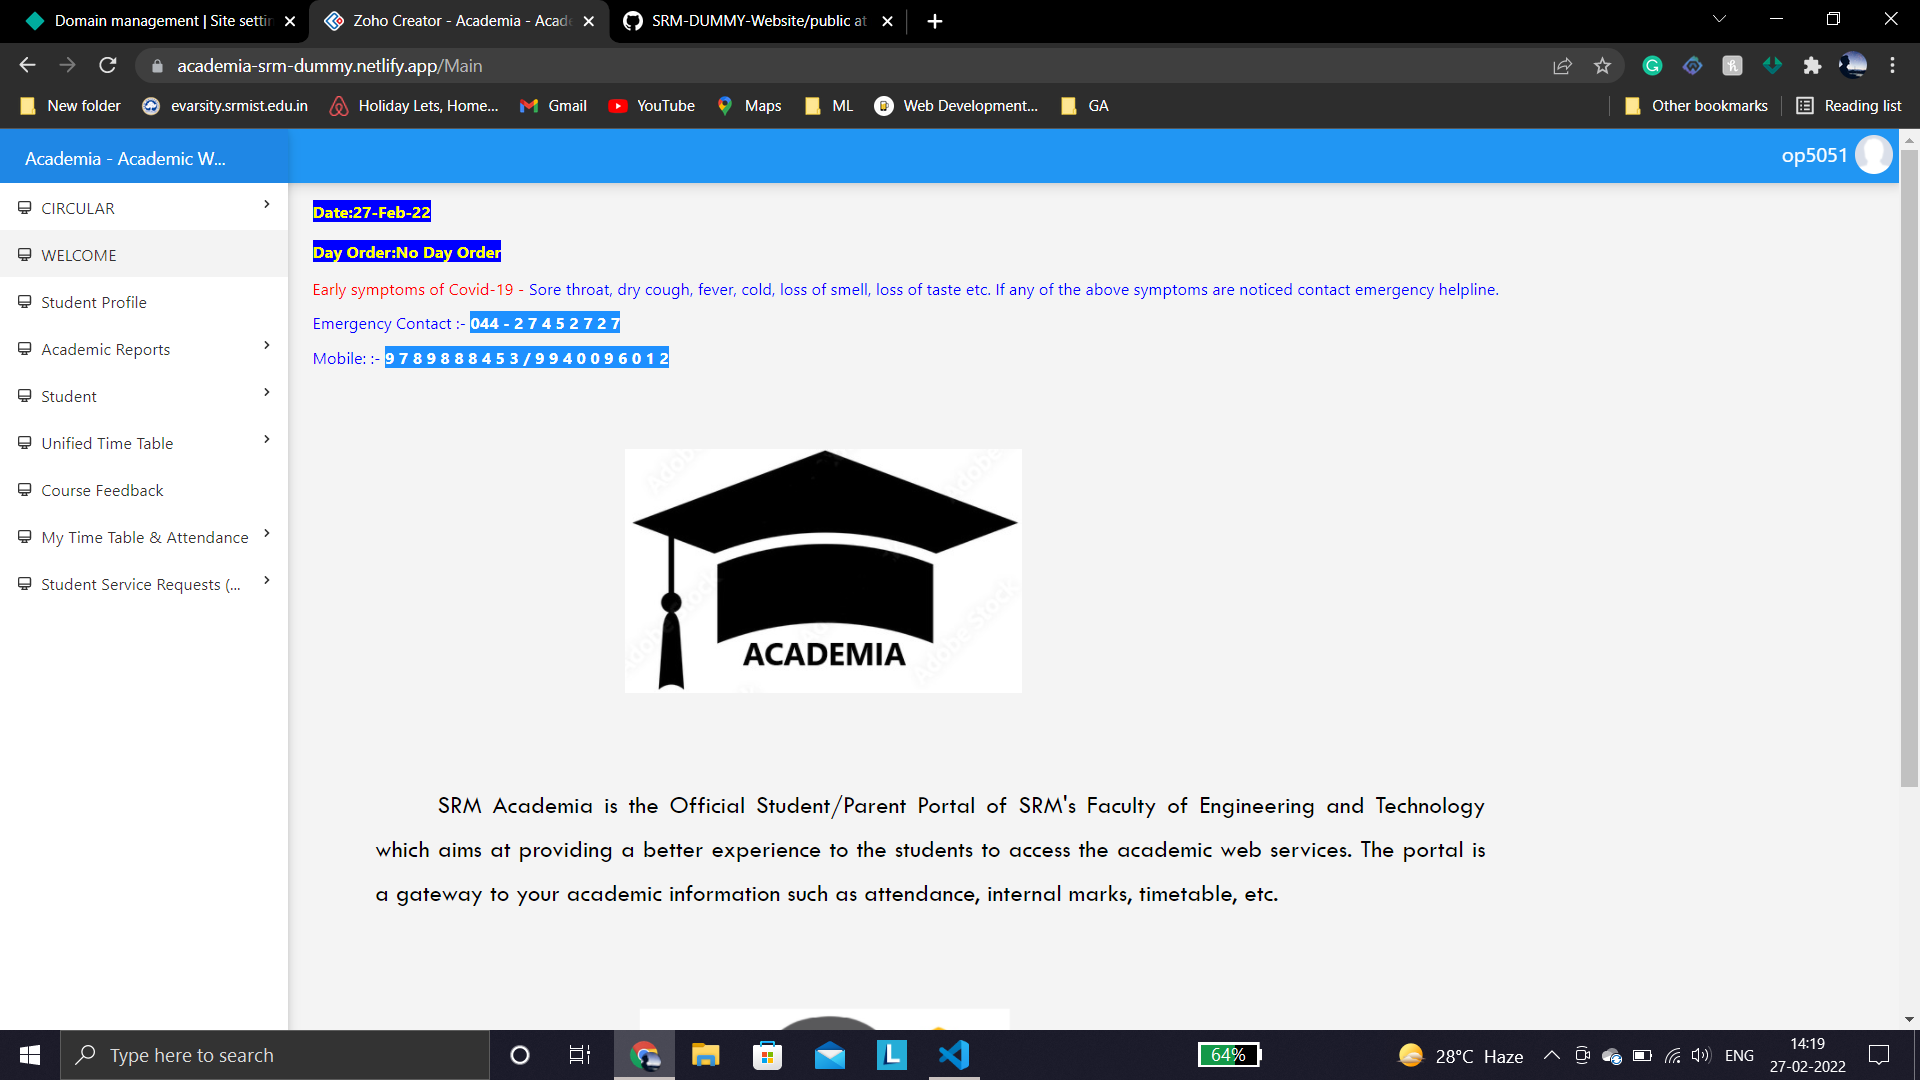 Domain management | Site settin
Zoho Creator - Academia - Acade
SRM-DUMMY-Website/public at
academia-srm-dummy.netlify.app/Main
New folder
evarsity.srmist.edu.in
Holiday Lets, Home...
Gmail
YouTube
Maps
ML
Web Development...
GA
Other bookmarks
Reading list
Academia - Academic W...
op5051
CIRCULAR
WELCOME
Student Profile
Academic Reports
Student
Unified Time Table
Course Feedback
My Time Table & Attendance
Student Service Requests (...
Date:27-Feb-22
Day Order:No Day Order
Early symptoms of Covid-19 - Sore throat, dry cough, fever, cold, loss of smell, loss of taste etc. If any of the above symptoms are noticed contact emergency helpline.
Emergency Contact :- 044 - 2 7 4 5 2 7 2 7
Mobile: :- 9 7 8 9 8 8 8 4 5 3 / 9 9 4 0 0 9 6 0 1 2
ACADEMIA
SRM Academia is the Official Student/Parent Portal of SRM's Faculty of Engineering and Technology
which aims at providing a better experience to the students to access the academic web services. The portal is
a gateway to your academic information such as attendance, internal marks, timetable, etc.
Type here to search
64%
28°C Haze
ENG
14:19
27-02-2022